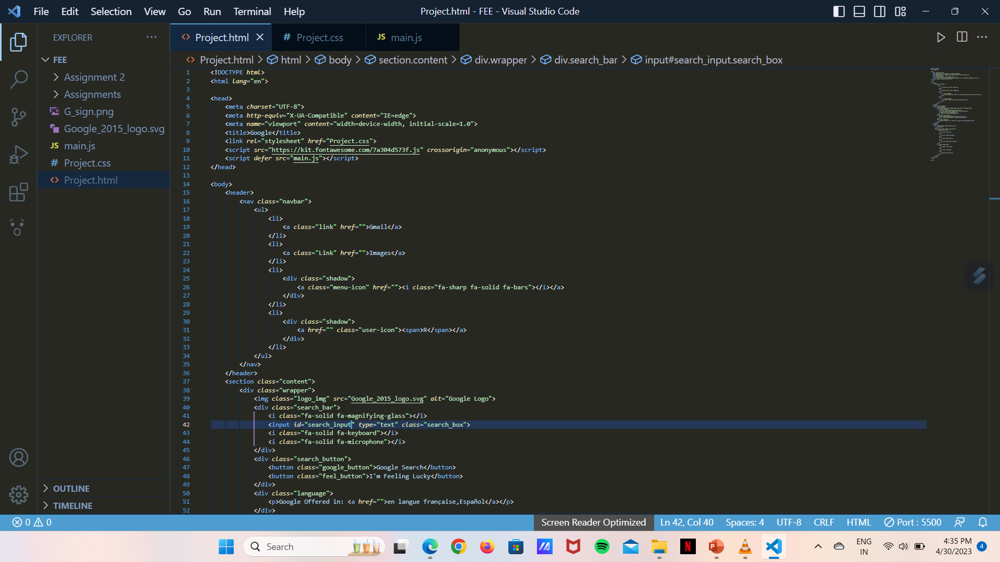 File Edit Selection View Go Run Terminal Help
Project.html - FEE - Visual Studio Code
EXPLORER
FEE
Assignment 2
Assignments
G_sign.png
Google_2015_logo.svg
JS main.js
# Project.css
<> Project.html
OUTLINE
TIMELINE
<> Project.html
# Project.css
JS main.js
<> Project.html > html > body > section.content > div.wrapper > div.search_bar > input#search_input.search_box
1 <!DOCTYPE html>
2 <html lang="en">
3
4 <head>
5 <meta charset="UTF-8">
6 <meta http-equiv="X-UA-Compatible" content="IE=edge">
7 <meta name="viewport" content="width=device-width, initial-scale=1.0">
8 <title>Google</title>
9 <link rel="stylesheet" href="Project.css">
10 <script src="https://kit.fontawesome.com/7a304d573f.js" crossorigin="anonymous"></script>
11 <script defer src="main.js"></script>
12 </head>
13
14 <body>
15 <header>
16 <nav class="navbar">
17 <ul>
18 <li>
19 <a class="link" href="">Gmail</a>
20 </li>
21 <li>
22 <a class="Link" href="">Images</a>
23 </li>
24 <li>
25 <div class="shadow">
26 <a class="menu-icon" href=""><i class="fa-sharp fa-solid fa-bars"></i></a>
27 </div>
28 </li>
29 <li>
30 <div class="shadow">
31 <a href="" class="user-icon"><span>R</span></a>
32 </div>
33 </li>
34 </ul>
35 </nav>
36 </header>
37 <section class="content">
38 <div class="wrapper">
39 <img class="logo_img" src="Google_2015_logo.svg" alt="Google Logo">
40 <div class="search_bar">
41 <i class="fa-solid fa-magnifying-glass"></i>
42 <input id="search_input" type="text" class="search_box">
43 <i class="fa-solid fa-keyboard"></i>
44 <i class="fa-solid fa-microphone"></i>
45 </div>
46 <div class="search_button">
47 <button class="google_button">Google Search</button>
48 <button class="feel_button">I'm Feeling Lucky</button>
49 </div>
50 <div class="language">
51 <p>Google Offered in: <a href="">en langue française,Español</a></p>
52 </div>
0 0
Screen Reader Optimized Ln 42, Col 40 Spaces: 4 UTF-8 CRLF HTML Port : 5500
Search
N
P
ENG
IN
4:35 PM
4/30/2023
4